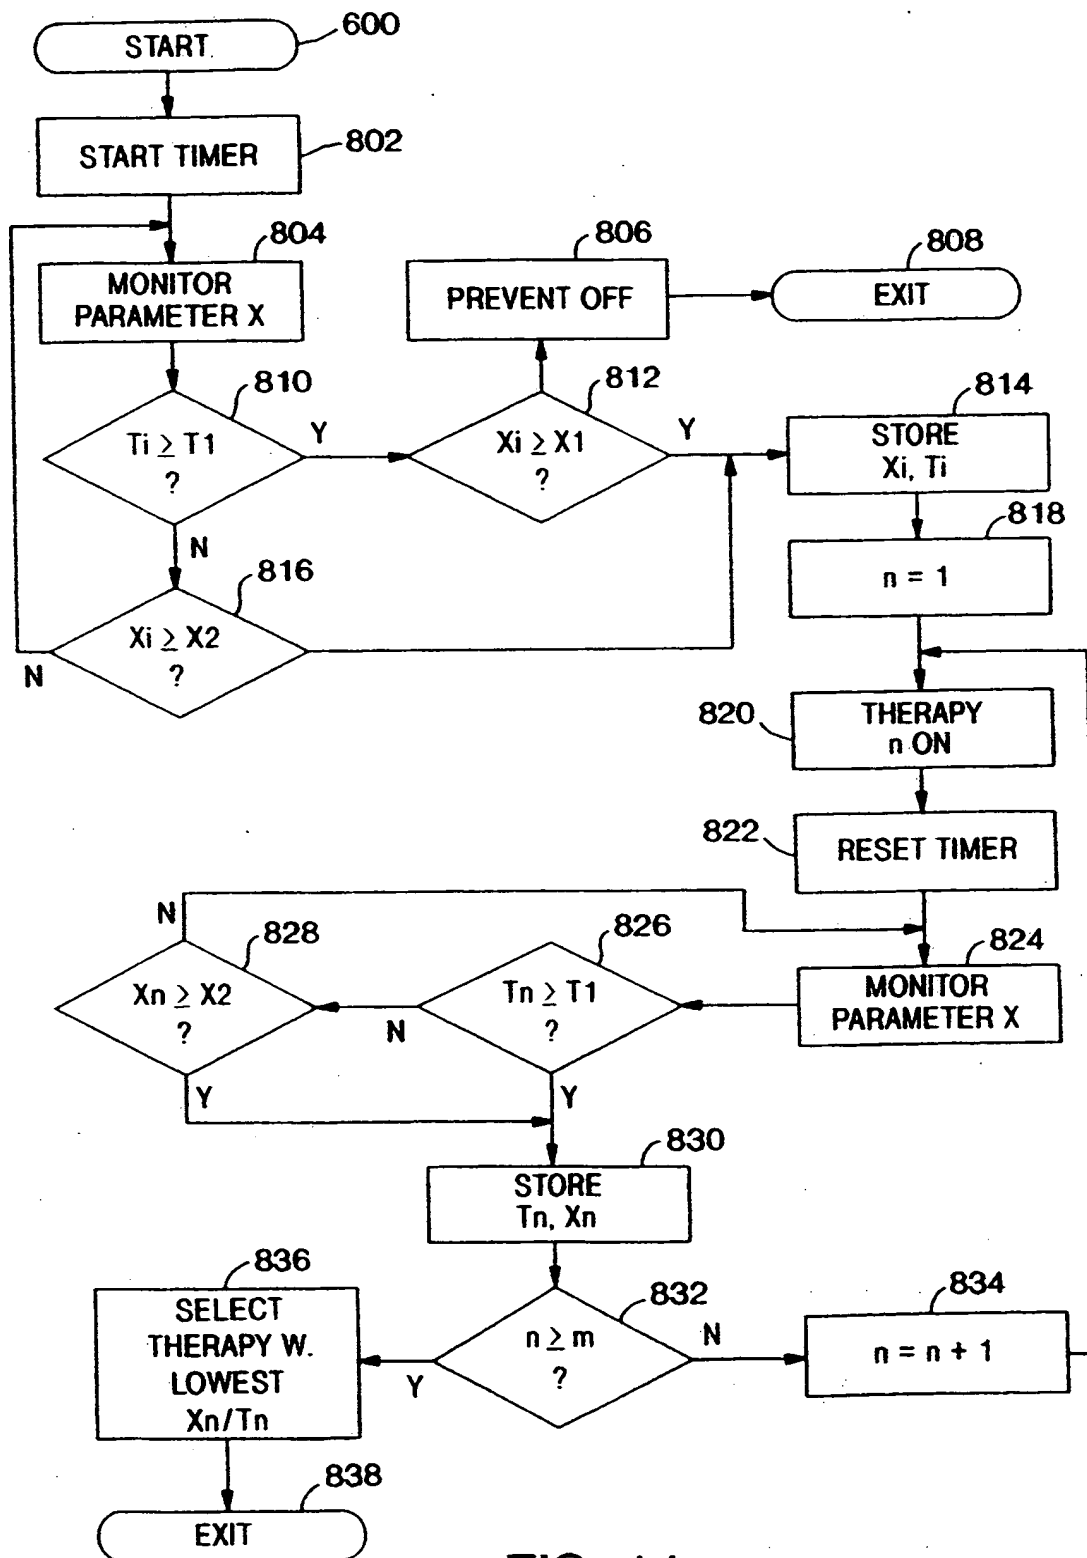 START
600
START TIMER
802
804
MONITOR
PARAMETER X
806
PREVENT OFF
808
EXIT
810
Ti ≥ T1
?
Y
N
812
Xi ≥ X1
?
Y
814
STORE
Xi, Ti
816
Xi ≥ X2
?
N
818
n = 1
820
THERAPY
n ON
822
RESET TIMER
824
MONITOR
PARAMETER X
826
Tn ≥ T1
?
N
Y
828
Xn ≥ X2
?
N
Y
830
STORE
Tn, Xn
832
n ≥ m
?
N
Y
834
n = n + 1
836
SELECT
THERAPY W.
LOWEST
Xn/Tn
838
EXIT